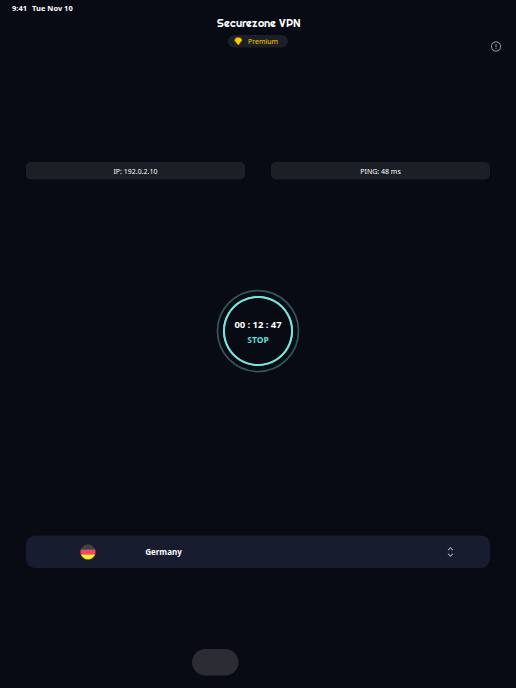 9:41 Tue Nov 10
Securezone VPN
Premium
IP: 192.0.2.10
PING: 48 ms
00 : 12 : 47
STOP
Germany